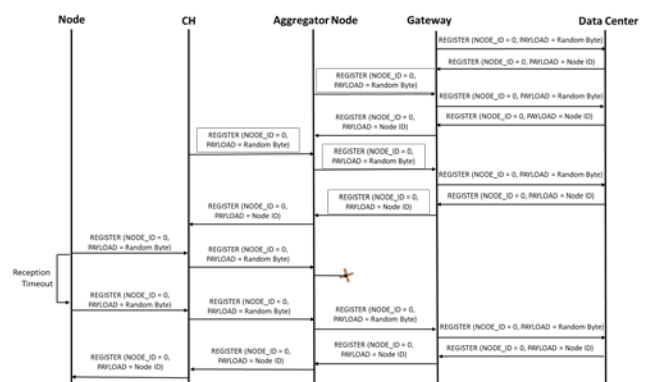 Node CH Aggregator Node Gateway Data Center
REGISTER (NODE_ID = 0, PAYLOAD = Random Byte)
REGISTER (NODE_ID = 0, PAYLOAD = Node ID)
REGISTER (NODE_ID = 0,
PAYLOAD = Random Byte)
REGISTER (NODE_ID = 0, PAYLOAD = Random Byte)
REGISTER (NODE_ID = 0,
PAYLOAD = Node ID)
REGISTER (NODE_ID = 0, PAYLOAD = Node ID)
REGISTER (NODE_ID = 0,
PAYLOAD = Random Byte)
REGISTER (NODE_ID = 0,
PAYLOAD = Random Byte)
REGISTER (NODE_ID = 0, PAYLOAD = Random Byte)
REGISTER (NODE_ID = 0,
PAYLOAD = Node ID)
REGISTER (NODE_ID = 0, PAYLOAD = Node ID)
REGISTER (NODE_ID = 0,
PAYLOAD = Node ID)
REGISTER (NODE_ID = 0,
PAYLOAD = Random Byte)
REGISTER (NODE_ID = 0,
PAYLOAD = Random Byte)
Reception
Timeout
REGISTER (NODE_ID = 0,
PAYLOAD = Random Byte)
REGISTER (NODE_ID = 0,
PAYLOAD = Random Byte)
REGISTER (NODE_ID = 0,
PAYLOAD = Random Byte)
REGISTER (NODE_ID = 0, PAYLOAD = Random Byte)
REGISTER (NODE_ID = 0,
PAYLOAD = Node ID)
REGISTER (NODE_ID = 0,
PAYLOAD = Node ID)
REGISTER (NODE_ID = 0,
PAYLOAD = Node ID)
REGISTER (NODE_ID = 0, PAYLOAD = Node ID)